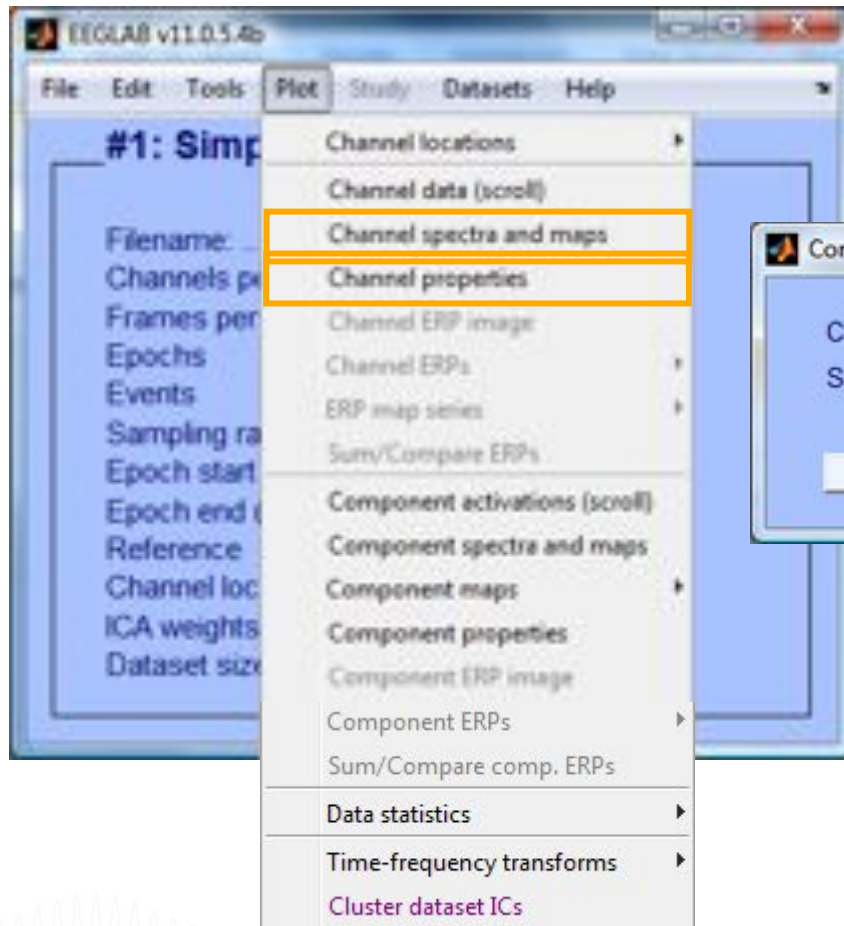 EEGLAB v11.0.5.4b
File Edit Tools Plot Study Datasets Help
#1: Simp
Filename: ..
Channels pe
Frames per
Epochs
Events
Sampling ra
Epoch start
Epoch end (
Reference
Channel loc
ICA weights
Dataset size
Channel locations
Channel data (scroll)
Channel spectra and maps
Channel properties
Channel ERP image
Channel ERPs
ERP map series
Sum/Compare ERPs
Component activations (scroll)
Component spectra and maps
Component maps
Component properties
Component ERP image
Component ERPs
Sum/Compare comp. ERPs
Data statistics
Time-frequency transforms
Cluster dataset ICs
Cor
C
S